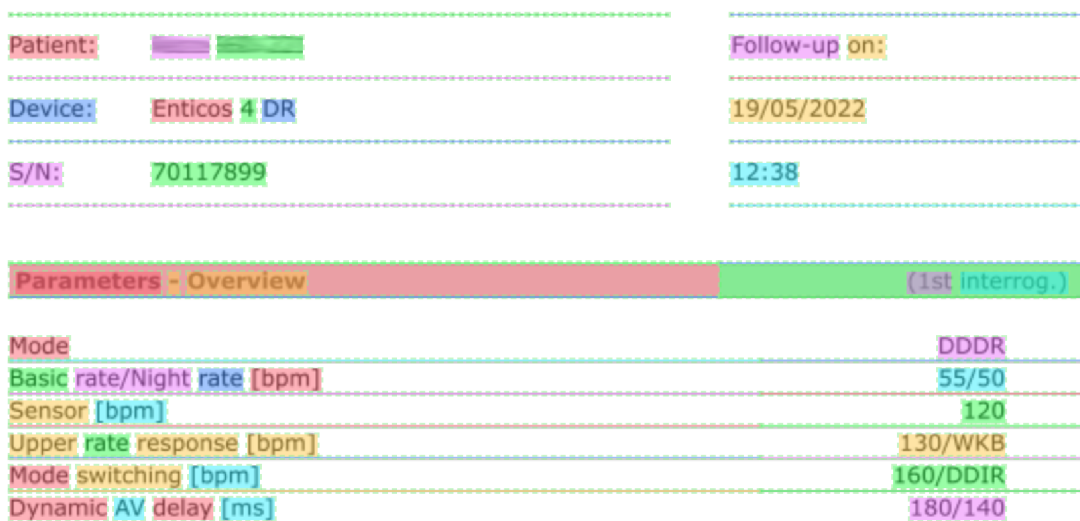 Patient: Follow-up on:
Device: Enticos 4 DR 19/05/2022
S/N: 70117899 12:38
Parameters - Overview (1st interrog.)
Mode DDDR
Basic rate/Night rate [bpm] 55/50
Sensor [bpm] 120
Upper rate response [bpm] 130/WKB
Mode switching [bpm] 160/DDIR
Dynamic AV delay [ms] 180/140